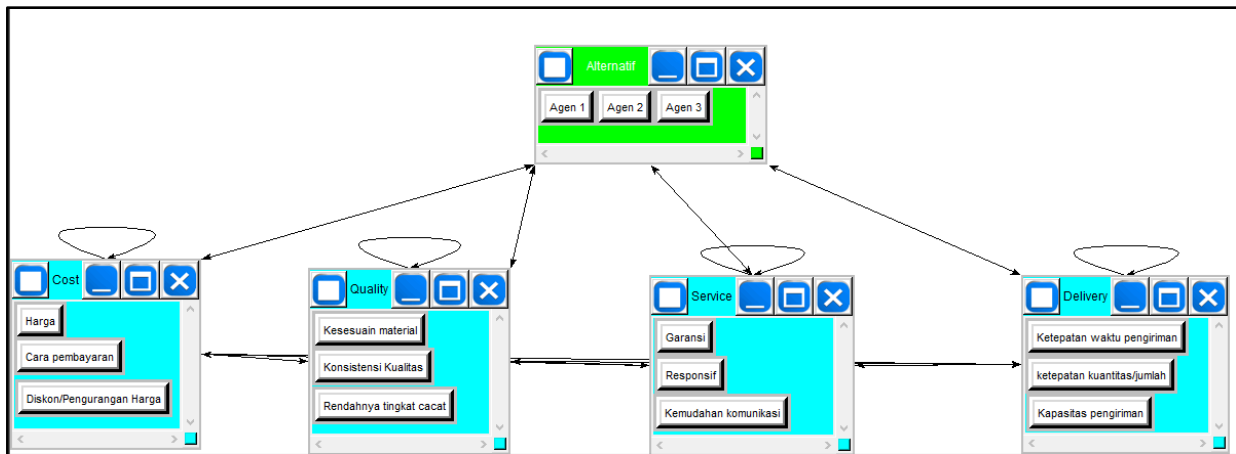 Alternatif
Agen 1 Agen 2 Agen 3
Cost
Harga
Cara pembayaran
Diskon/Pengurangan Harga
Quality
Kesesuain material
Konsistensi Kualitas
Rendahnya tingkat cacat
Service
Garansi
Responsif
Kemudahan komunikasi
Delivery
Ketepatan waktu pengiriman
ketepatan kuantitas/jumlah
Kapasitas pengiriman